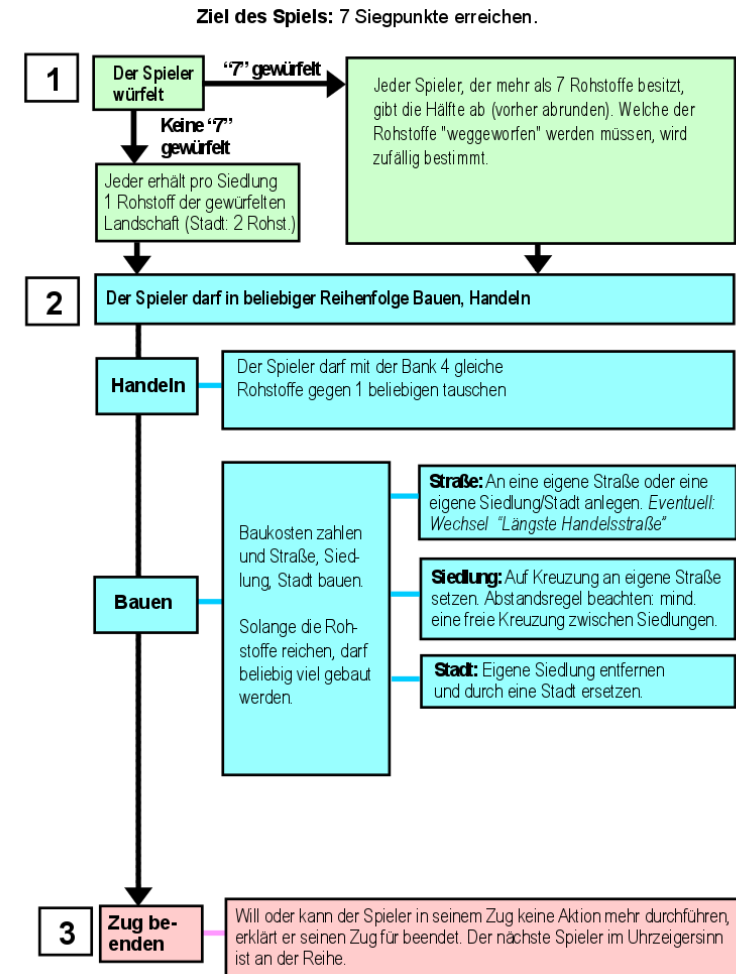 Ziel des Spiels: 7 Siegpunkte erreichen.
1
Der Spieler
würfelt
“7” gewürfelt
Keine “7”
gewürfelt
Jeder Spieler, der mehr als 7 Rohstoffe besitzt,
gibt die Hälfte ab (vorher abrunden). Welche der
Rohstoffe "weggeworfen" werden müssen, wird
zufällig bestimmt.
Jeder erhält pro Siedlung
1 Rohstoff der gewürfelten
Landschaft (Stadt: 2 Rohst.)
2
Der Spieler darf in beliebiger Reihenfolge Bauen, Handeln
Handeln
Der Spieler darf mit der Bank 4 gleiche
Rohstoffe gegen 1 beliebigen tauschen
Bauen
Baukosten zahlen
und Straße, Sied-
lung, Stadt bauen.
Solange die Roh-
stoffe reichen, darf
beliebig viel gebaut
werden.
Straße: An eine eigene Straße oder eine
eigene Siedlung/Stadt anlegen. Eventuell:
Wechsel "Längste Handelsstraße"
Siedlung: Auf Kreuzung an eigene Straße
setzen. Abstandsregel beachten: mind.
eine freie Kreuzung zwischen Siedlungen.
Stadt: Eigene Siedlung entfernen
und durch eine Stadt ersetzen.
3
Zug be-
enden
Will oder kann der Spieler in seinem Zug keine Aktion mehr durchführen,
erklärt er seinen Zug für beendet. Der nächste Spieler im Uhrzeigersinn
ist an der Reihe.